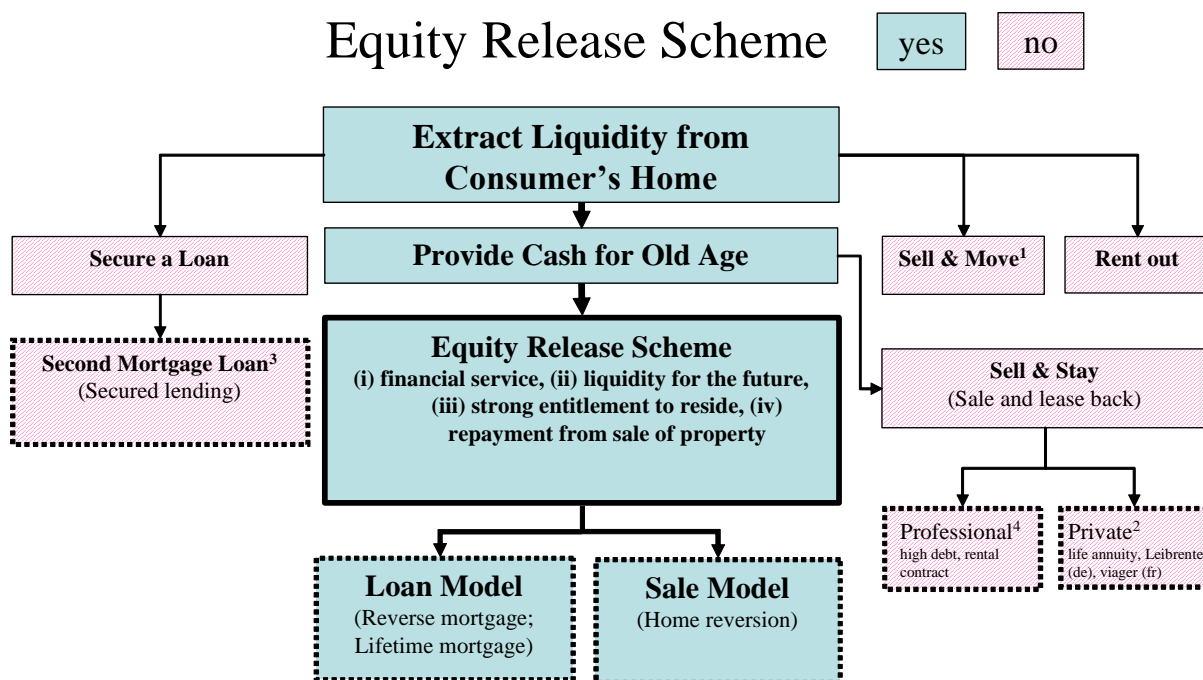 Equity Release Scheme
yes
no
Extract Liquidity from
Consumer’s Home
Secure a Loan
Provide Cash for Old Age
Sell & Move¹
Rent out
Second Mortgage Loan³
(Secured lending)
Equity Release Scheme
(i) financial service, (ii) liquidity for the future,
(iii) strong entitlement to reside, (iv)
repayment from sale of property
Sell & Stay
(Sale and lease back)
Professional⁴
high debt, rental
contract
Private²
life annuity, Leibrente
(de), viager (fr)
Loan Model
(Reverse mortgage;
Lifetime mortgage)
Sale Model
(Home reversion)